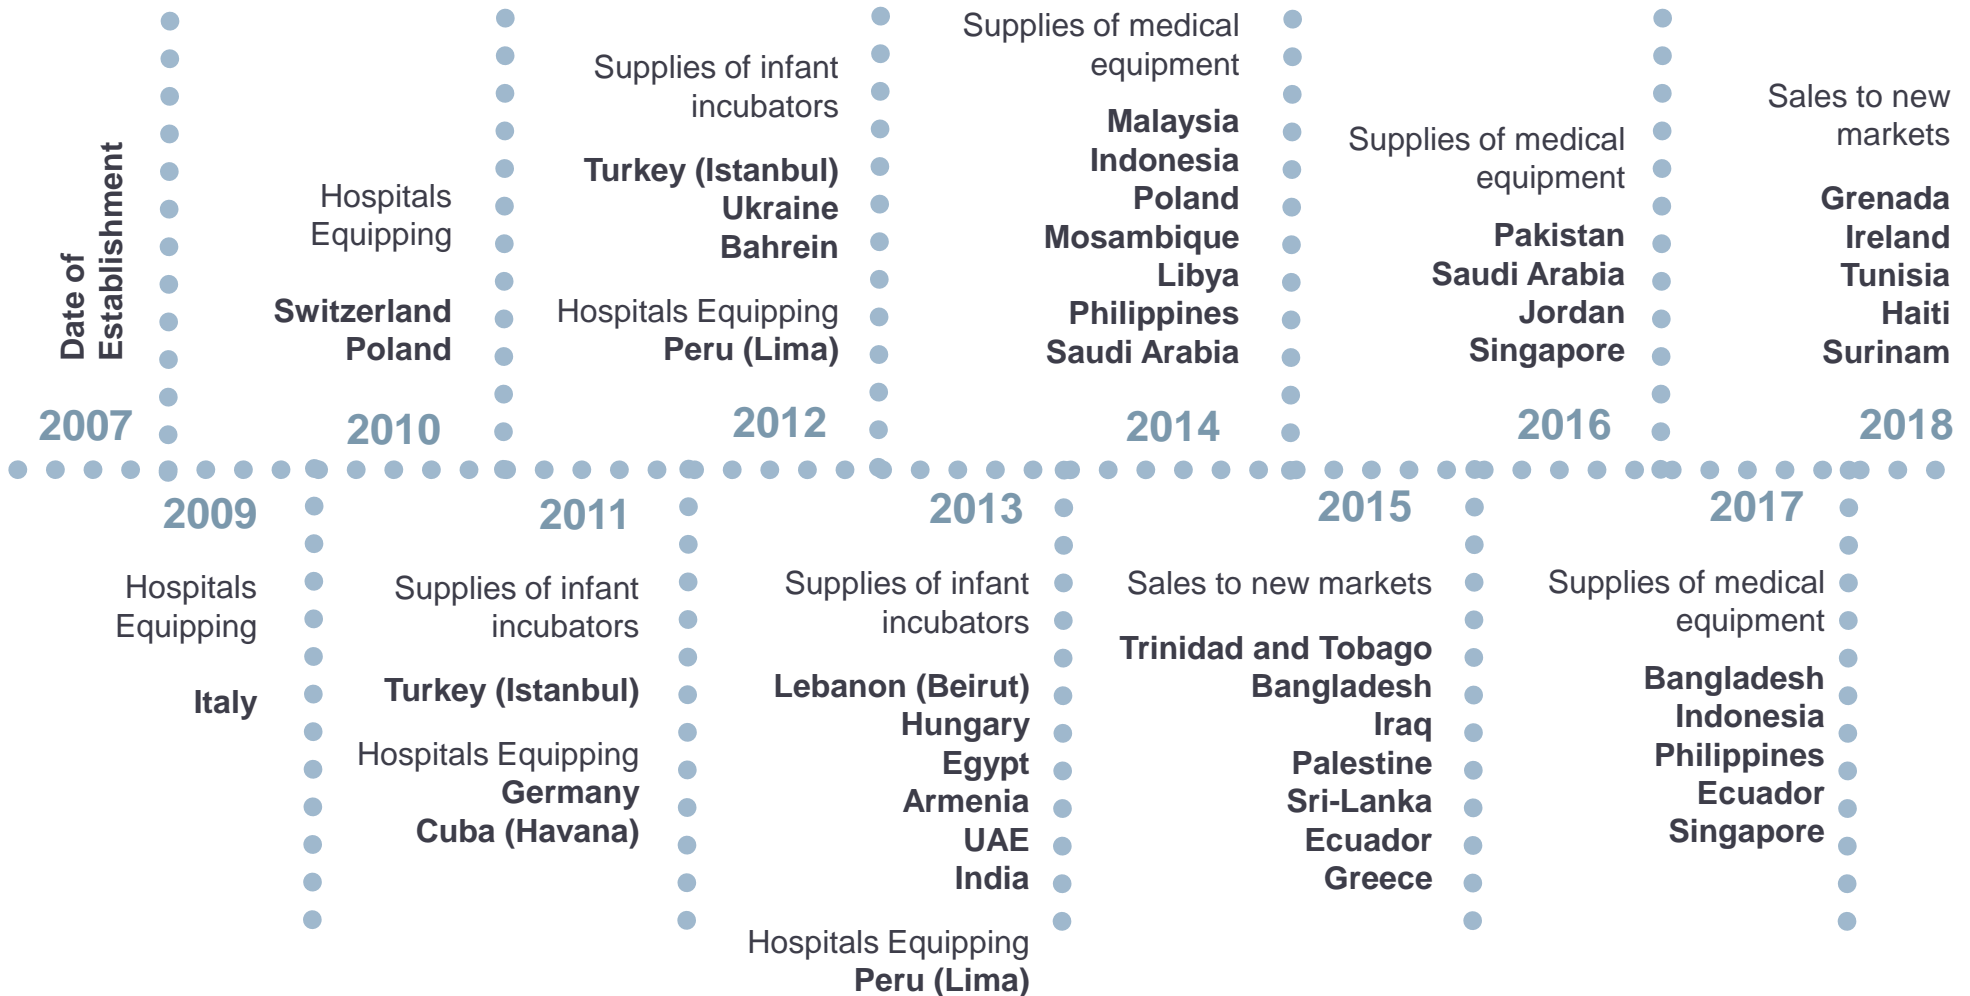 Date of
Establishment
2007
Hospitals
Equipping
Italy
2009
Hospitals
Equipping
Switzerland
Poland
2010
2011
Supplies of infant
incubators
Turkey (Istanbul)
Hospitals Equipping
Germany
Cuba (Havana)
Supplies of infant
incubators
Turkey (Istanbul)
Ukraine
Bahrein
Hospitals Equipping
Peru (Lima)
2012
2013
Supplies of infant
incubators
Lebanon (Beirut)
Hungary
Egypt
Armenia
UAE
India
Hospitals Equipping
Peru (Lima)
Supplies of medical
equipment
Malaysia
Indonesia
Poland
Mosambique
Libya
Philippines
Saudi Arabia
2014
2015
Sales to new markets
Trinidad and Tobago
Bangladesh
Iraq
Palestine
Sri-Lanka
Ecuador
Greece
Supplies of medical
equipment
Pakistan
Saudi Arabia
Jordan
Singapore
2016
2017
Supplies of medical
equipment
Bangladesh
Indonesia
Philippines
Ecuador
Singapore
Sales to new
markets
Grenada
Ireland
Tunisia
Haiti
Surinam
2018